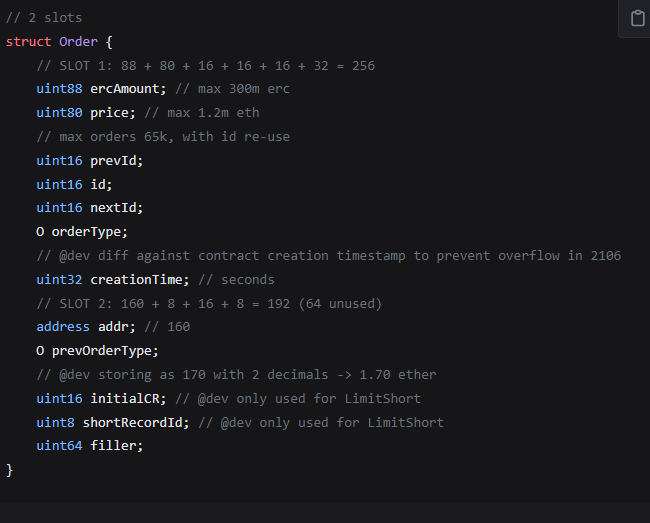 // 2 slots
struct Order {
    // SLOT 1: 88 + 80 + 16 + 16 + 16 + 32 = 256
    uint88 ercAmount; // max 300m erc
    uint80 price; // max 1.2m eth
    // max orders 65k, with id re-use
    uint16 prevId;
    uint16 id;
    uint16 nextId;
    O orderType;
    // @dev diff against contract creation timestamp to prevent overflow in 2106
    uint32 creationTime; // seconds
    // SLOT 2: 160 + 8 + 16 + 8 = 192 (64 unused)
    address addr; // 160
    O prevOrderType;
    // @dev storing as 170 with 2 decimals -> 1.70 ether
    uint16 initialCR; // @dev only used for LimitShort
    uint8 shortRecordId; // @dev only used for LimitShort
    uint64 filler;
}